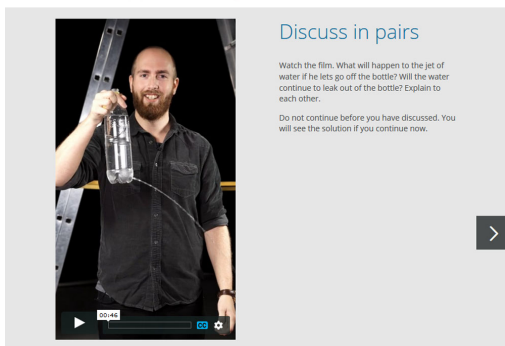 Discuss in pairs
Watch the film. What will happen to the jet of
water if he lets go off the bottle? Will the water
continue to leak out of the bottle? Explain to
each other.
Do not continue before you have discussed. You
will see the solution if you continue now.
00:46
CC